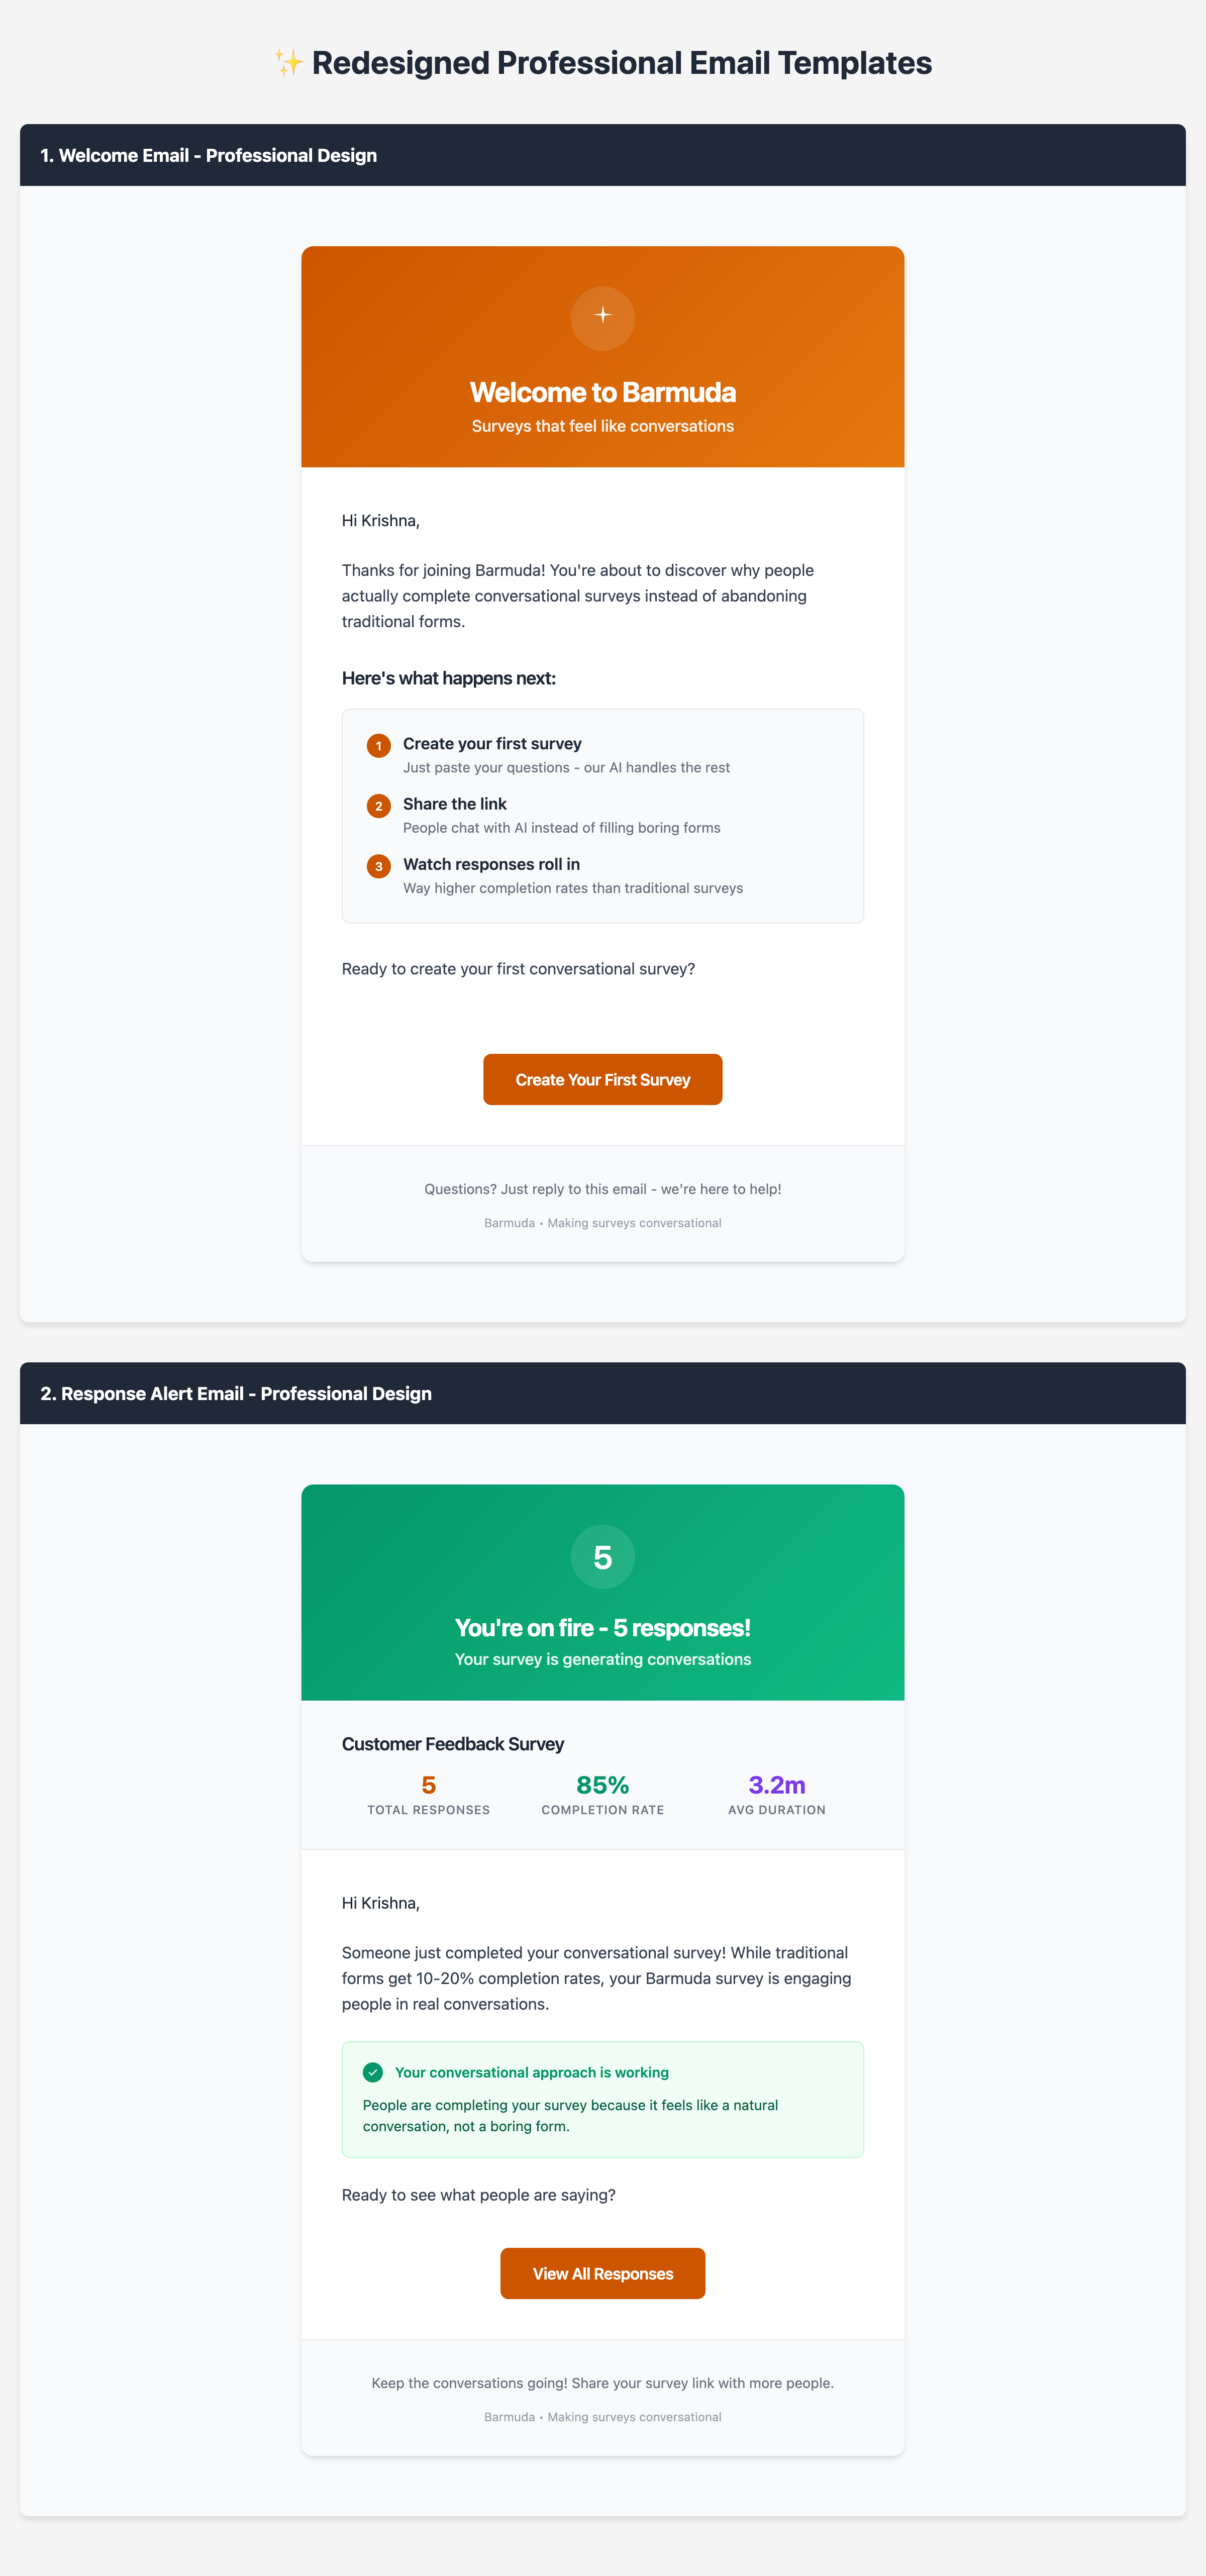 ✨ Redesigned Professional Email Templates
1. Welcome Email - Professional Design
Welcome to Barmuda
Surveys that feel like conversations
Hi Krishna,
Thanks for joining Barmuda! You're about to discover why people
actually complete conversational surveys instead of abandoning
traditional forms.
Here's what happens next:
1 Create your first survey
Just paste your questions - our AI handles the rest
2 Share the link
People chat with AI instead of filling boring forms
3 Watch responses roll in
Way higher completion rates than traditional surveys
Ready to create your first conversational survey?
Create Your First Survey
Questions? Just reply to this email - we're here to help!
Barmuda • Making surveys conversational
2. Response Alert Email - Professional Design
5
You're on fire - 5 responses!
Your survey is generating conversations
Customer Feedback Survey
5 85% 3.2m
TOTAL RESPONSES COMPLETION RATE AVG DURATION
Hi Krishna,
Someone just completed your conversational survey! While traditional
forms get 10-20% completion rates, your Barmuda survey is engaging
people in real conversations.
Your conversational approach is working
People are completing your survey because it feels like a natural
conversation, not a boring form.
Ready to see what people are saying?
View All Responses
Keep the conversations going! Share your survey link with more people.
Barmuda • Making surveys conversational